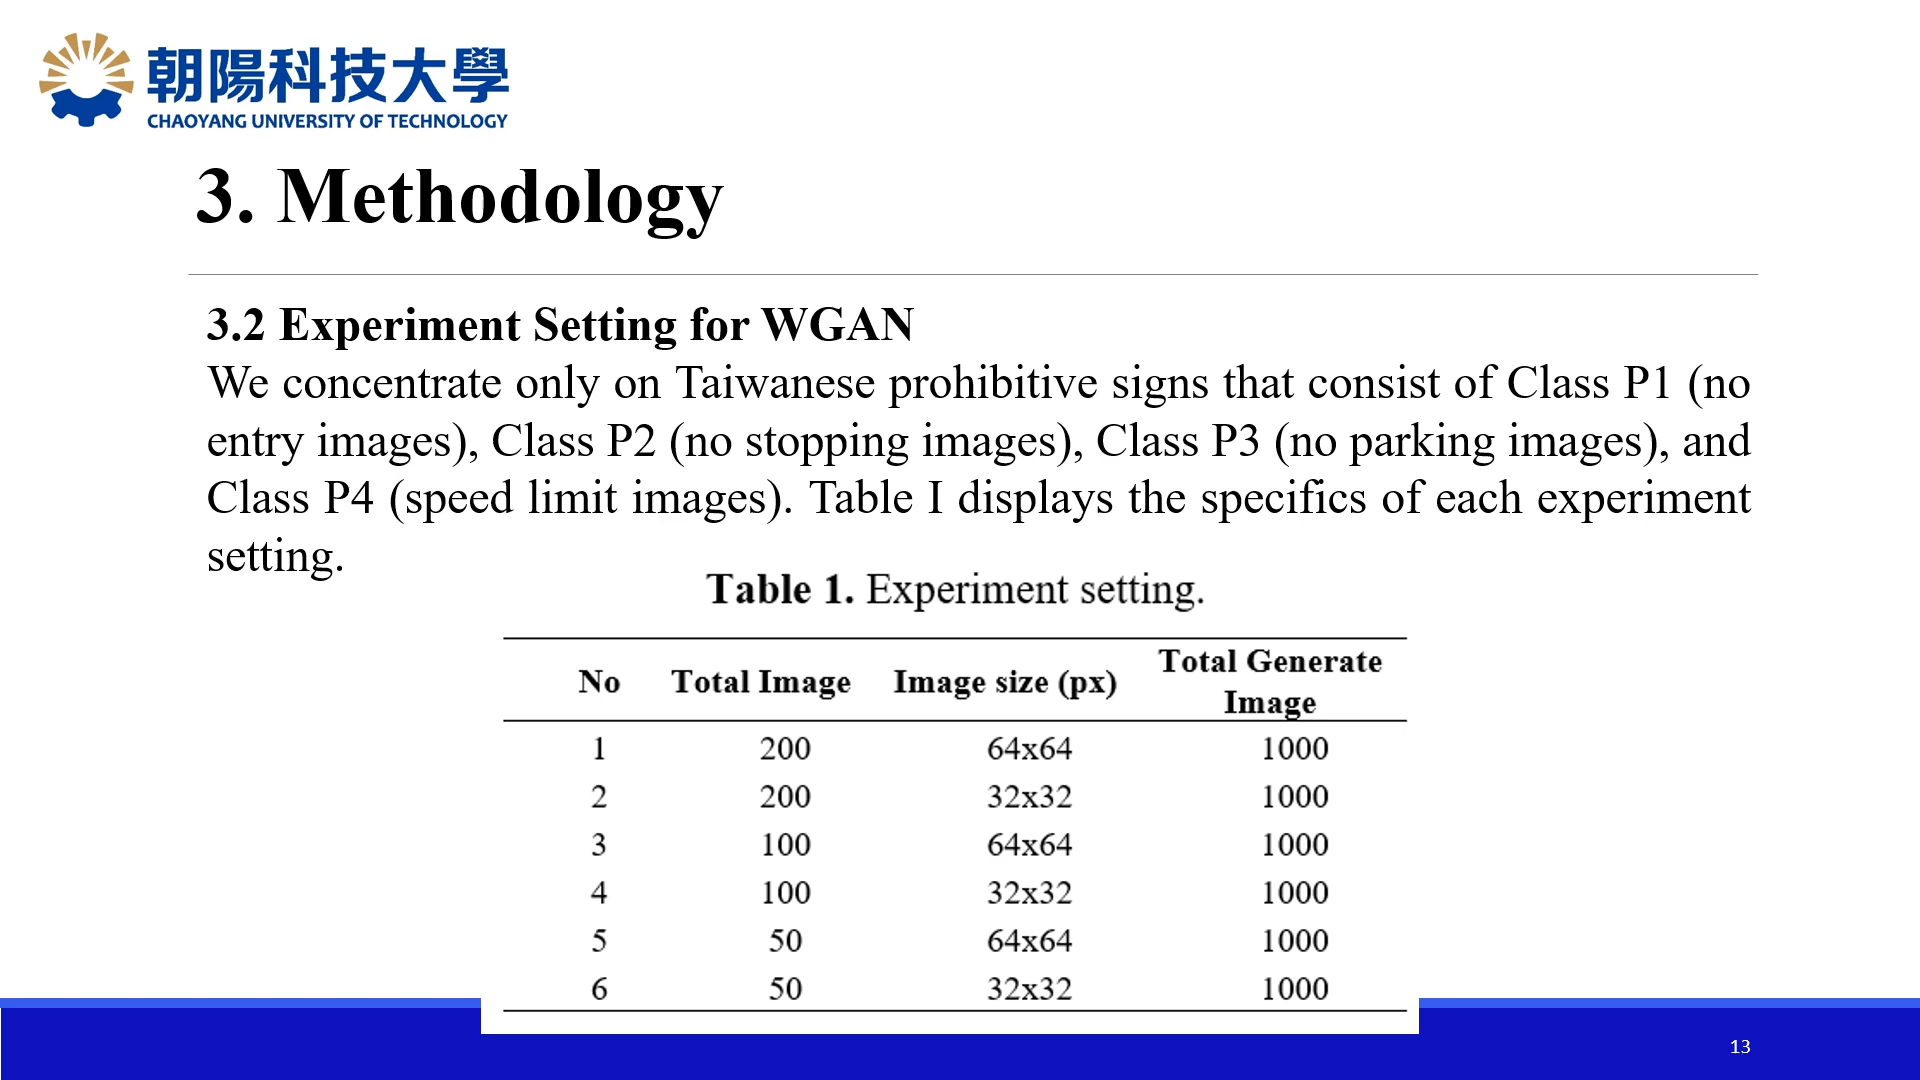 朝陽科技大學
CHAOYANG UNIVERSITY OF TECHNOLOGY
3. Methodology
3.2 Experiment Setting for WGAN
We concentrate only on Taiwanese prohibitive signs that consist of Class P1 (no
entry images), Class P2 (no stopping images), Class P3 (no parking images), and
Class P4 (speed limit images). Table I displays the specifics of each experiment
setting.
Table 1. Experiment setting.
No Total Image Image size (px) Total Generate Image
1 200 64x64 1000
2 200 32x32 1000
3 100 64x64 1000
4 100 32x32 1000
5 50 64x64 1000
6 50 32x32 1000
13